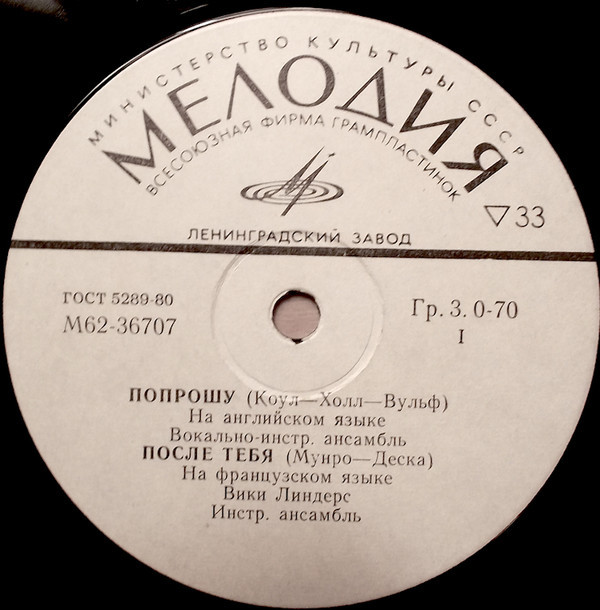 МИНИСТЕРСТВО КУЛЬТУРЫ СССР
МЕЛОДИЯ
ВСЕСОЮЗНАЯ ФИРМА ГРАМПЛАСТИНОК
▽33
ЛЕНИНГРАДСКИЙ ЗАВОД
ГОСТ 5289-80
М62-36707
Гр. 3. 0-70
I
ПОПРОШУ (Коул—Холл—Вульф)
На английском языке
Вокально-инстр. ансамбль
ПОСЛЕ ТЕБЯ (Мунро—Деска)
На французском языке
Вики Линдерс
Инстр. ансамбль